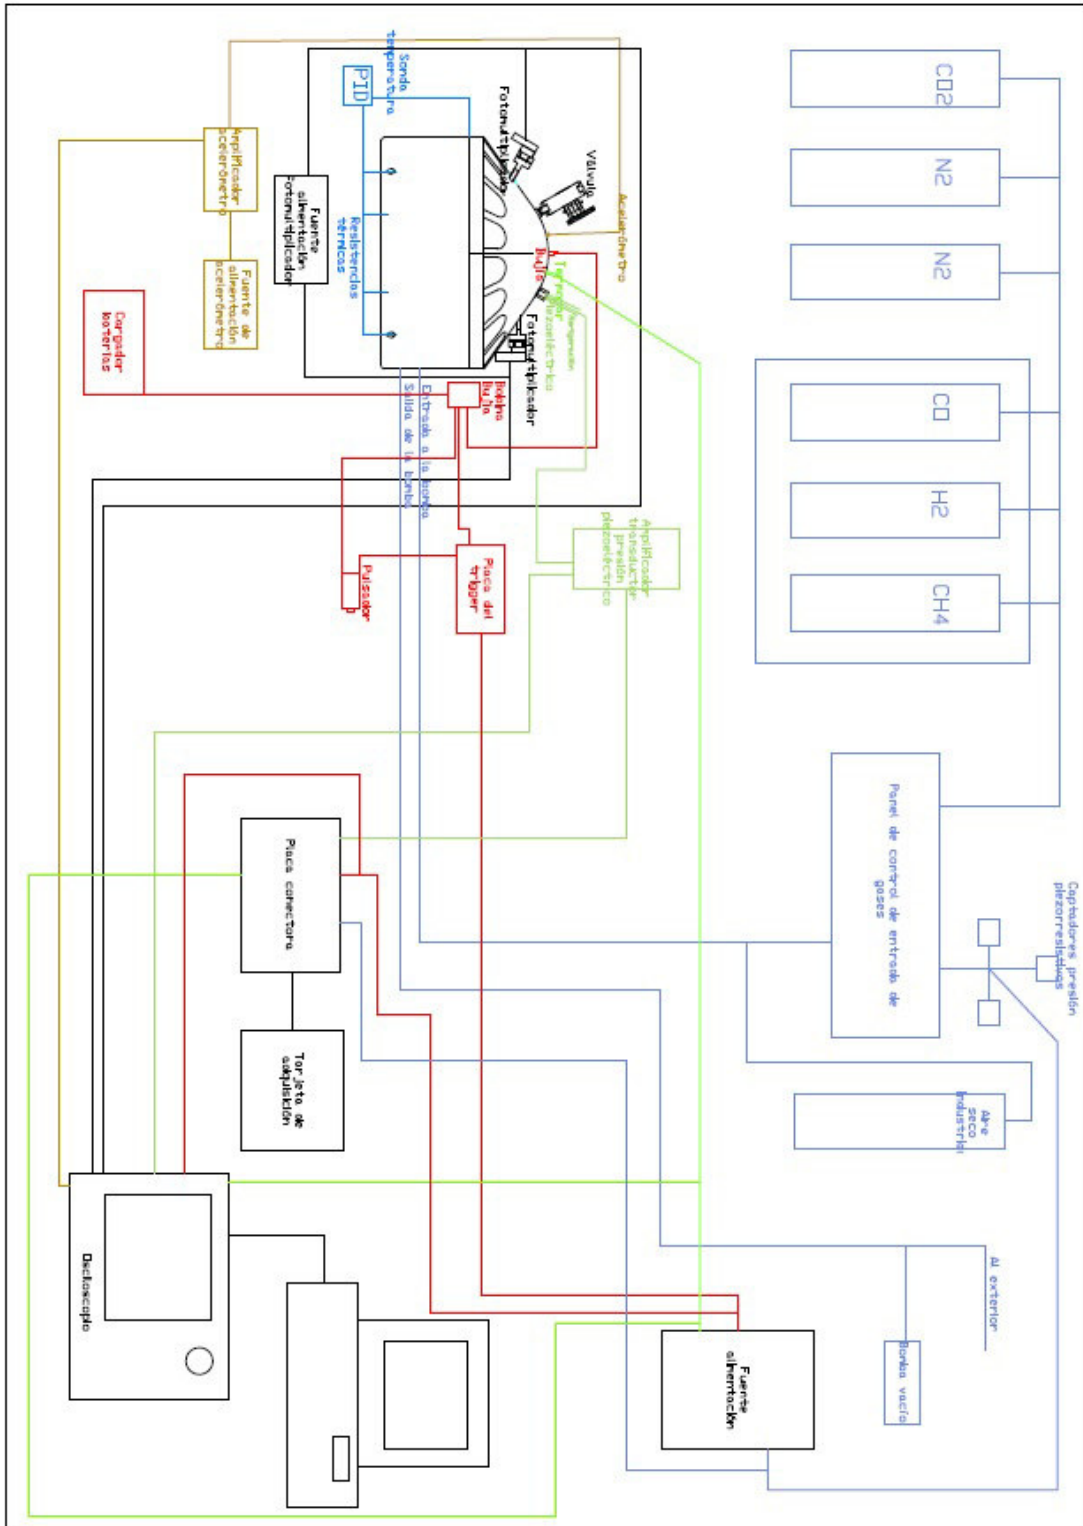 CO2
N2
N2
CO
H2
CH4
Panel de control de entrada de
gases
Captadores presión
piezorresistivos
Aire
seco
Al exterior
Bomba vacío
Fuente
alimentación
Válvula
Acelerómetro
Bujía
Termopar
piezoeléctrico
Refrigeración
Fotomultiplicador
Sonda
temperatura
PID
Resistencias
térmicas
Amplificador
acelerómetro
Fuente de
alimentación
acelerómetro
Fuente
alimentación
Fotomultiplicador
Cargador
baterías
Bobina
Bujía
Entrada a la bomba
Salida de la bomba
Pulsador
Placa del
trigger
Amplificador
transductor
presión
piezoeléctrico
Placa conectora
Tarjeta de
adquisición
Osciloscopio